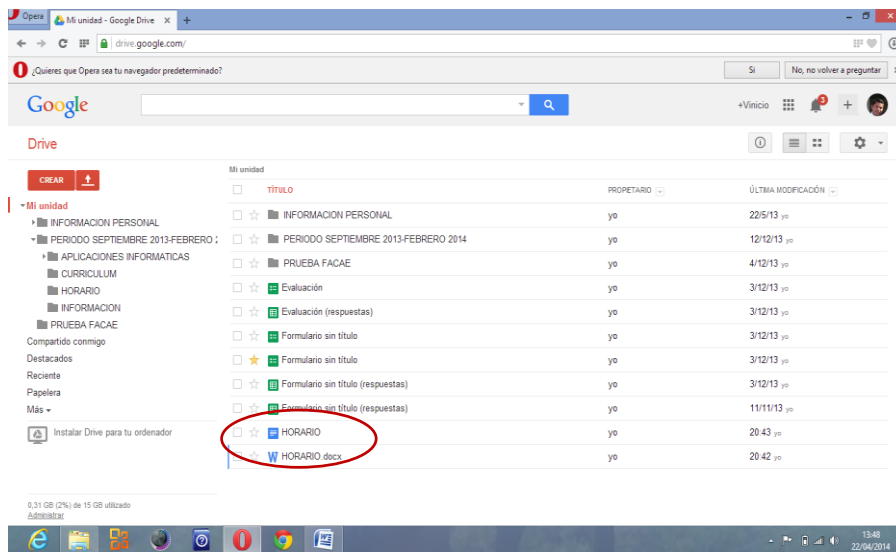 Opera
Mi unidad - Google Drive
drive.google.com/
¿Quieres que Opera sea tu navegador predeterminado?
Si
No, no volver a preguntar
Google
+Vinicio
3
Drive
CREAR
Mi unidad
INFORMACION PERSONAL
PERIODO SEPTIEMBRE 2013-FEBRERO 2
APLICACIONES INFORMATICAS
CURRICULUM
HORARIO
INFORMACION
PRUEBA FACAE
Compartido conmigo
Destacados
Reciente
Papelera
Más
Instalar Drive para tu ordenador
0,31 GB (2%) de 15 GB utilizado
Administrar
Mi unidad
TÍTULO PROPIETARIO ÚLTIMA MODIFICACIÓN
INFORMACION PERSONAL yo 22/5/13 yo
PERIODO SEPTIEMBRE 2013-FEBRERO 2014 yo 12/12/13 yo
PRUEBA FACAE yo 4/12/13 yo
Evaluación yo 3/12/13 yo
Evaluación (respuestas) yo 3/12/13 yo
Formulario sin título yo 3/12/13 yo
Formulario sin título yo 3/12/13 yo
Formulario sin título (respuestas) yo 3/12/13 yo
Formulario sin título (respuestas) yo 11/11/13 yo
HORARIO yo 20:43 yo
HORARIO.docx yo 20:42 yo
13:48
22/04/2014